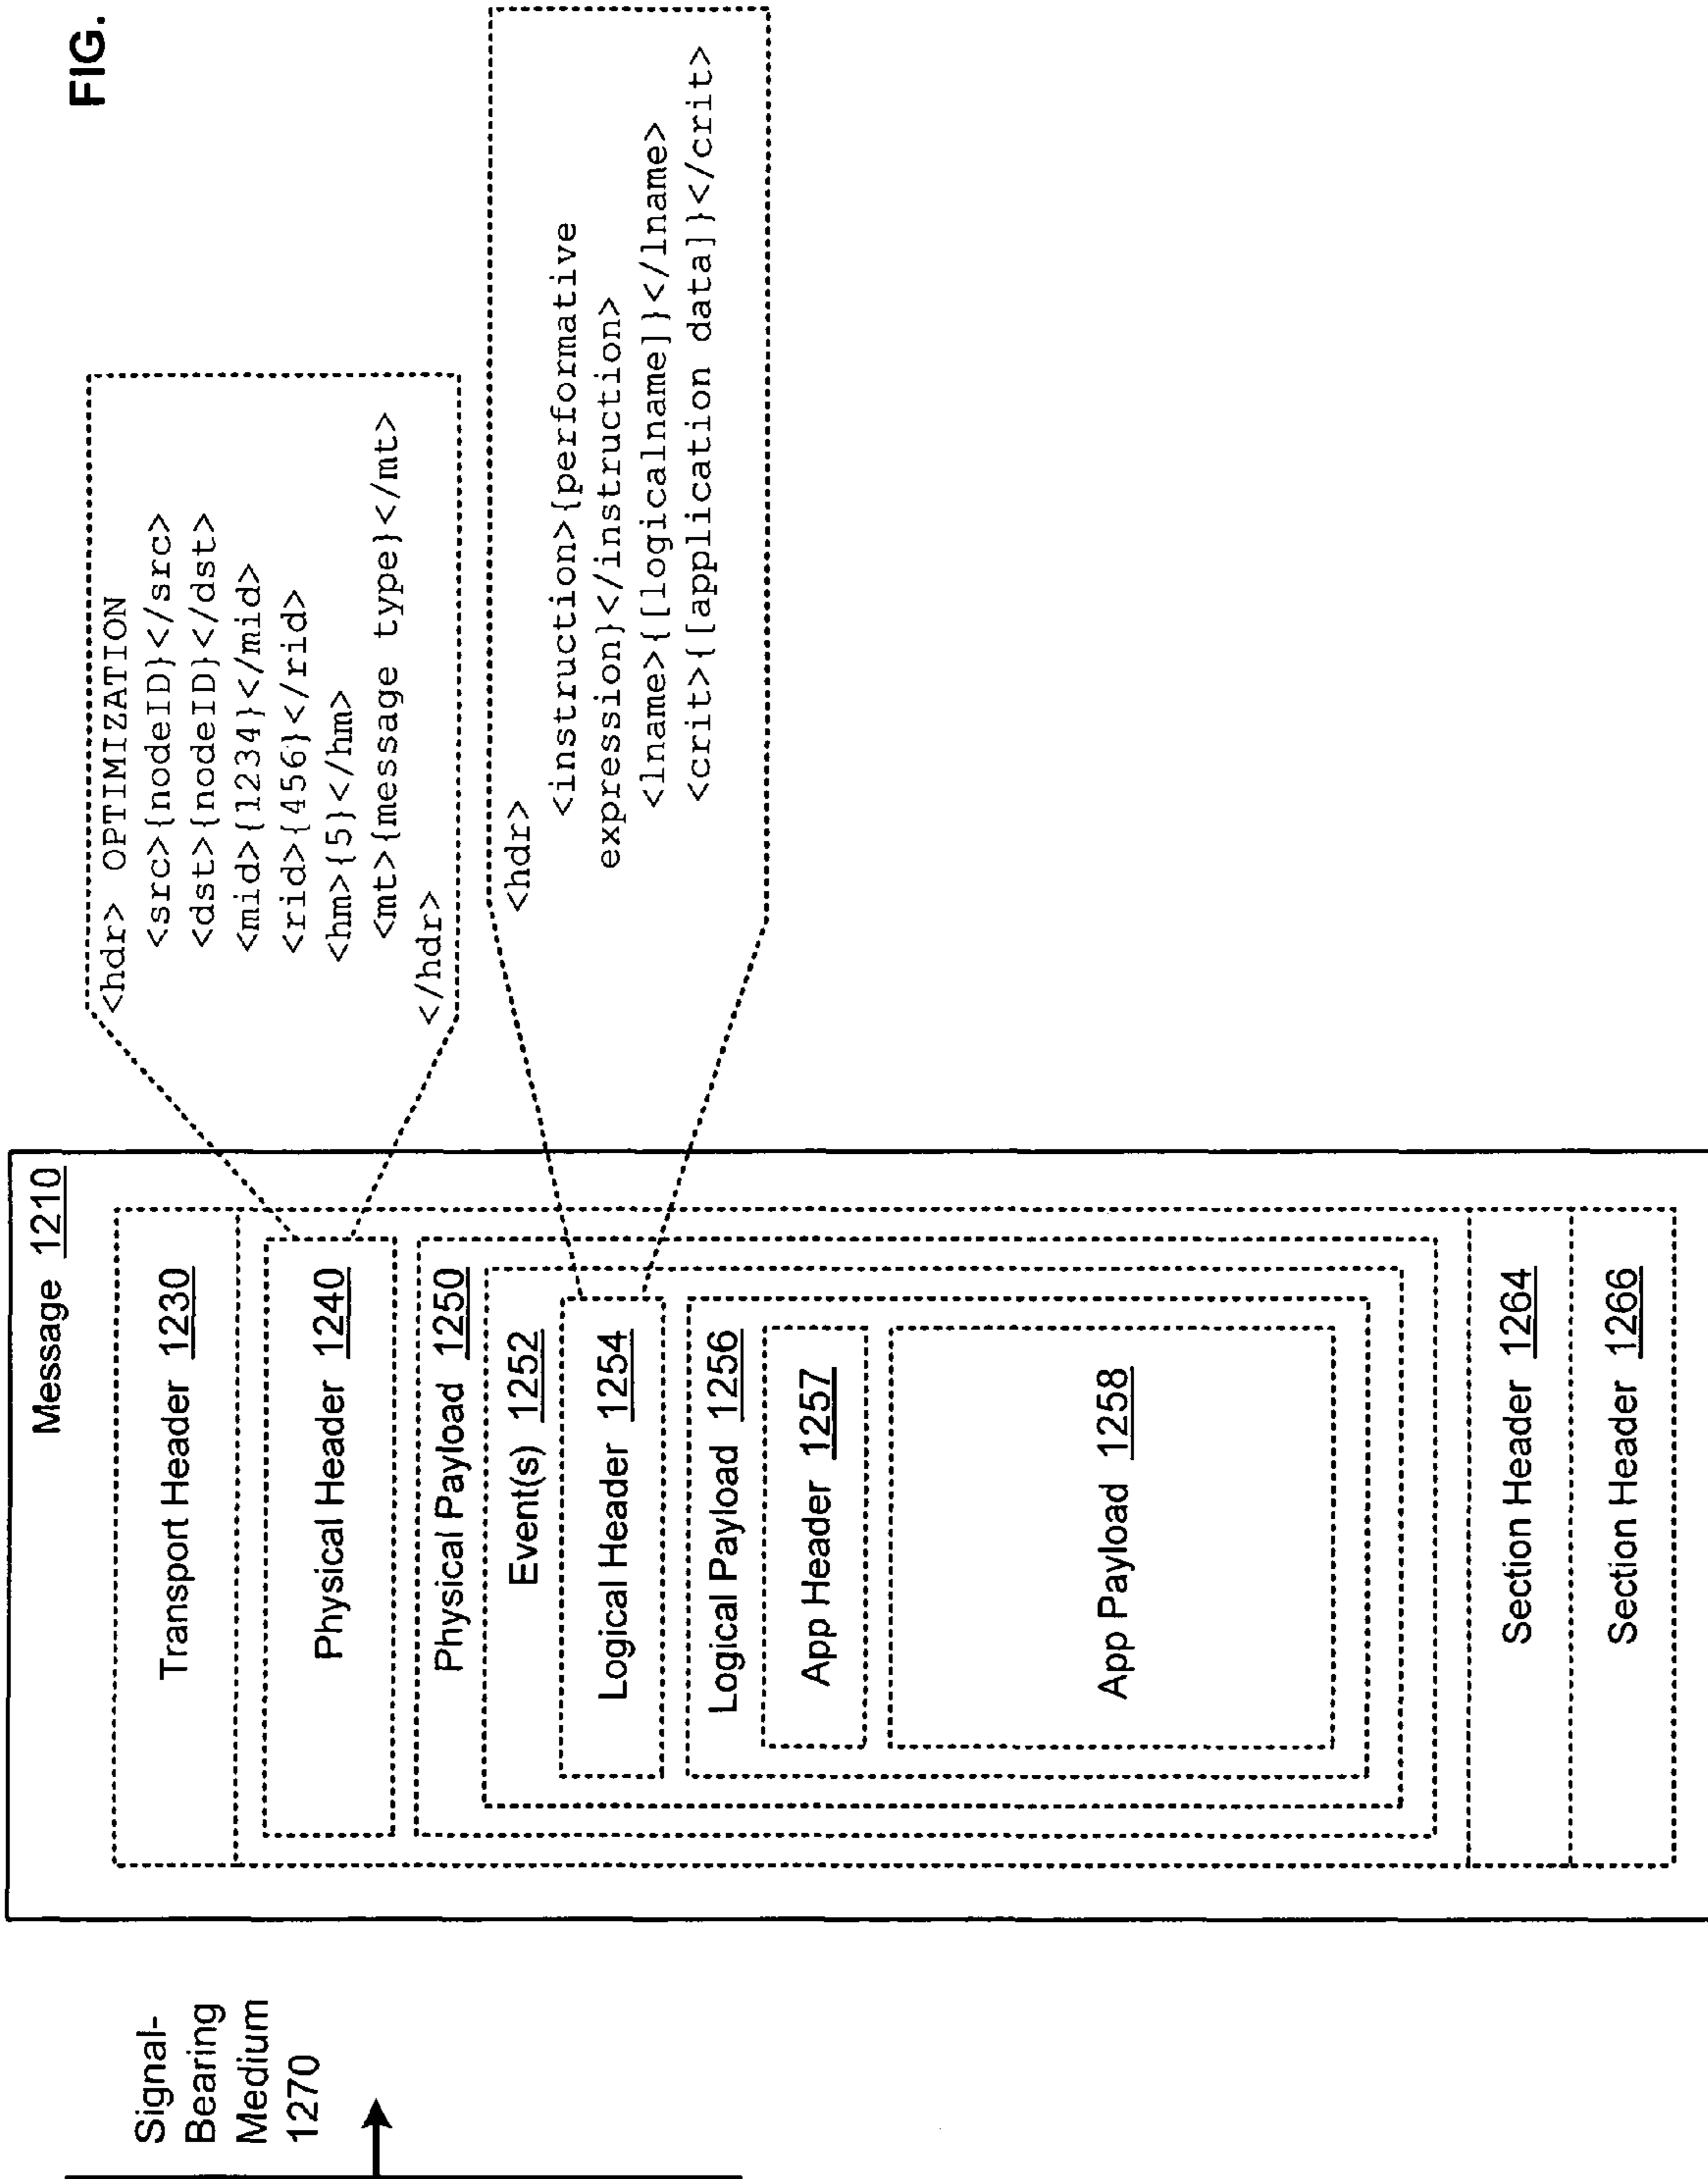 FIG.
Signal-
Bearing
Medium
1270
Message 1210
Transport Header 1230
Physical Header 1240
Physical Payload 1250
Event(s) 1252
Logical Header 1254
Logical Payload 1256
App Header 1257
App Payload 1258
Section Header 1264
Section Header 1266
<hdr> OPTIMIZATION
<src>{nodeID}</src>
<dst>{nodeID}</dst>
<mid>{1234}</mid>
<rid>{456}</rid>
<hm>{5}</hm>
<mt>{message type}</mt>
</hdr>
<hdr>
<instruction>{performative
expression}</instruction>
<lname>{[logicalname]}</lname>
<crit>{[application data]}</crit>